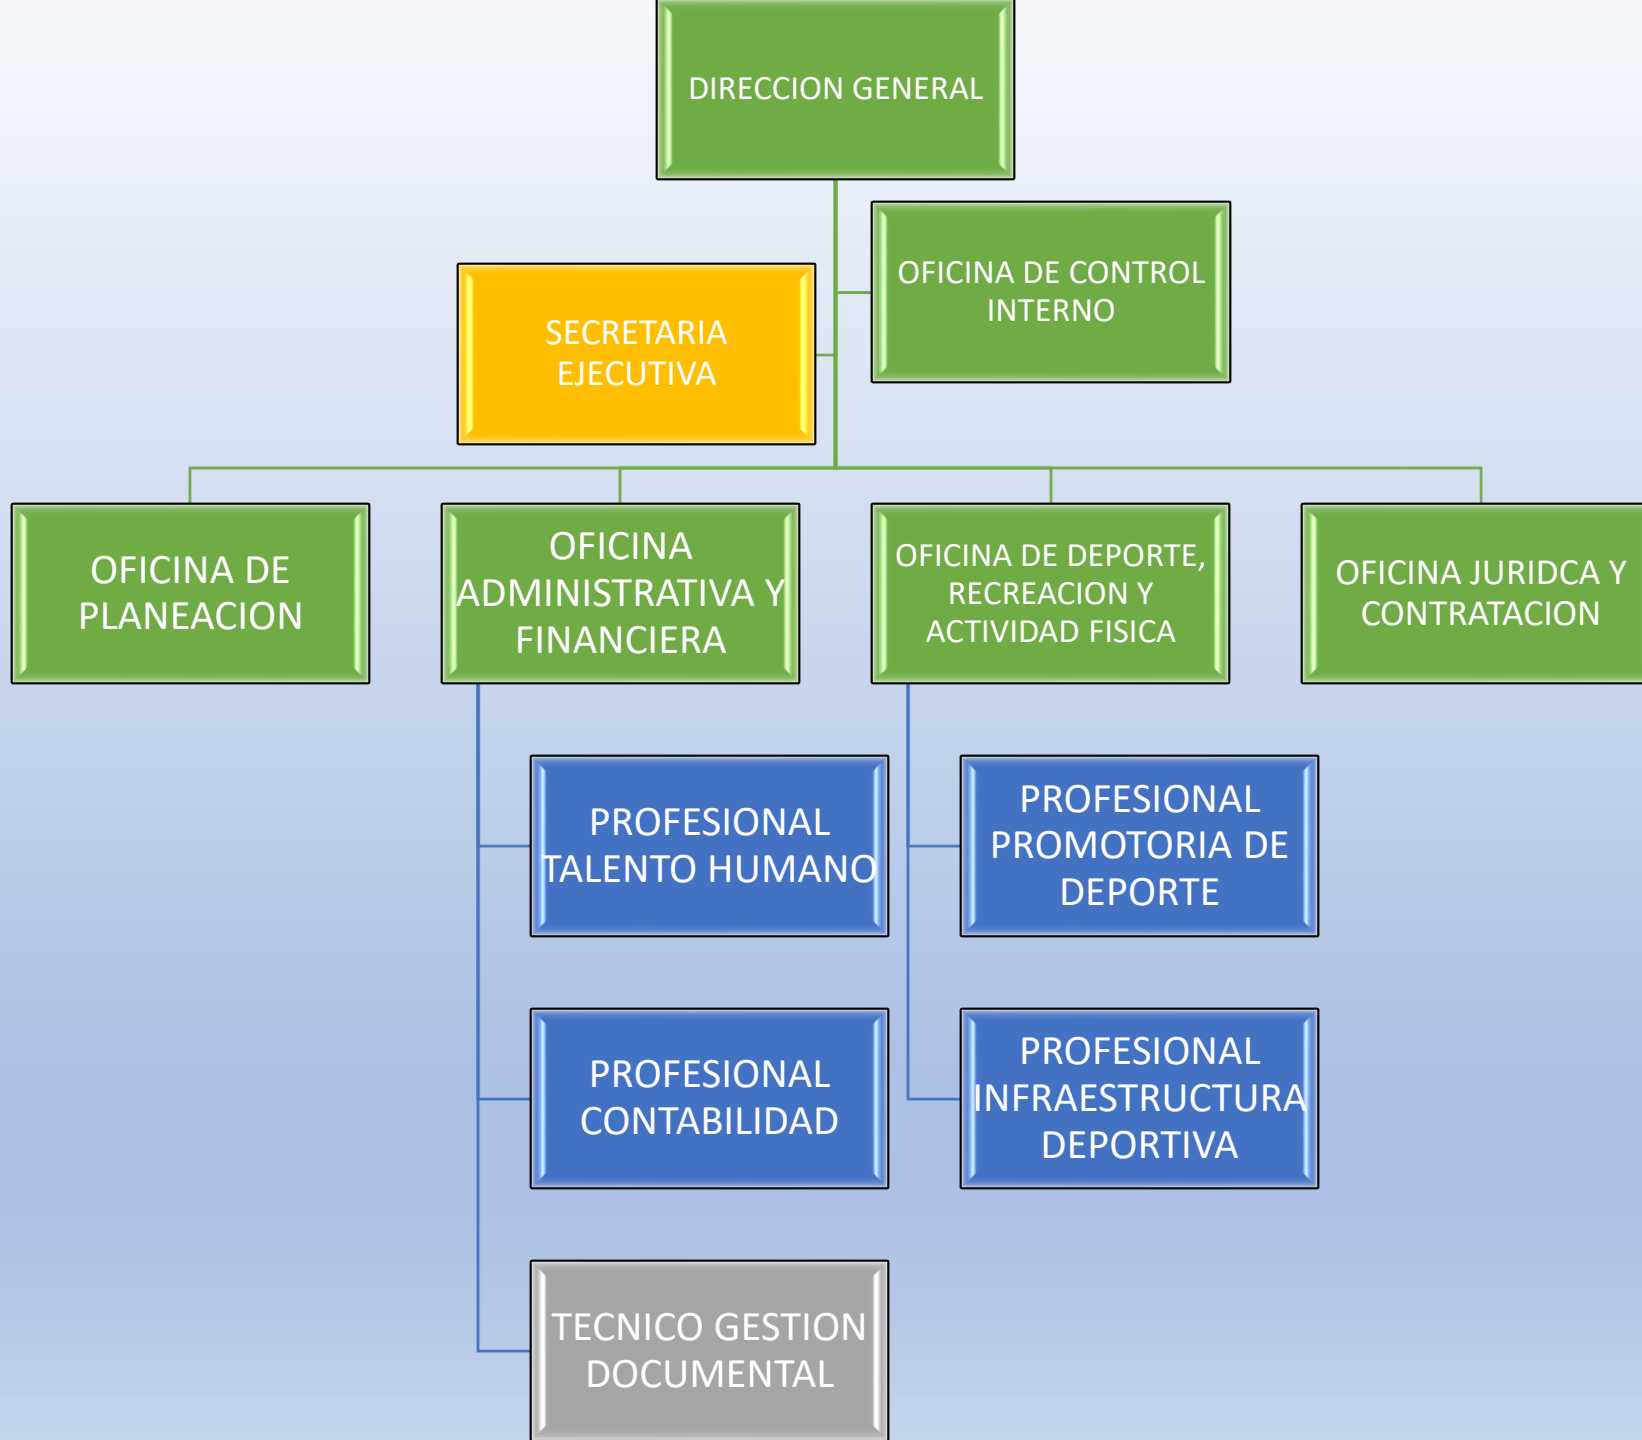 DIRECCION GENERAL
OFICINA DE CONTROL
INTERNO
SECRETARIA
EJECUTIVA
OFICINA DE
PLANEACION
OFICINA
ADMINISTRATIVA Y
FINANCIERA
OFICINA DE DEPORTE,
RECREACION Y
ACTIVIDAD FISICA
OFICINA JURIDCA Y
CONTRATACION
PROFESIONAL
TALENTO HUMANO
PROFESIONAL
PROMOTORIA DE
DEPORTE
PROFESIONAL
CONTABILIDAD
PROFESIONAL
INFRAESTRUCTURA
DEPORTIVA
TECNICO GESTION
DOCUMENTAL